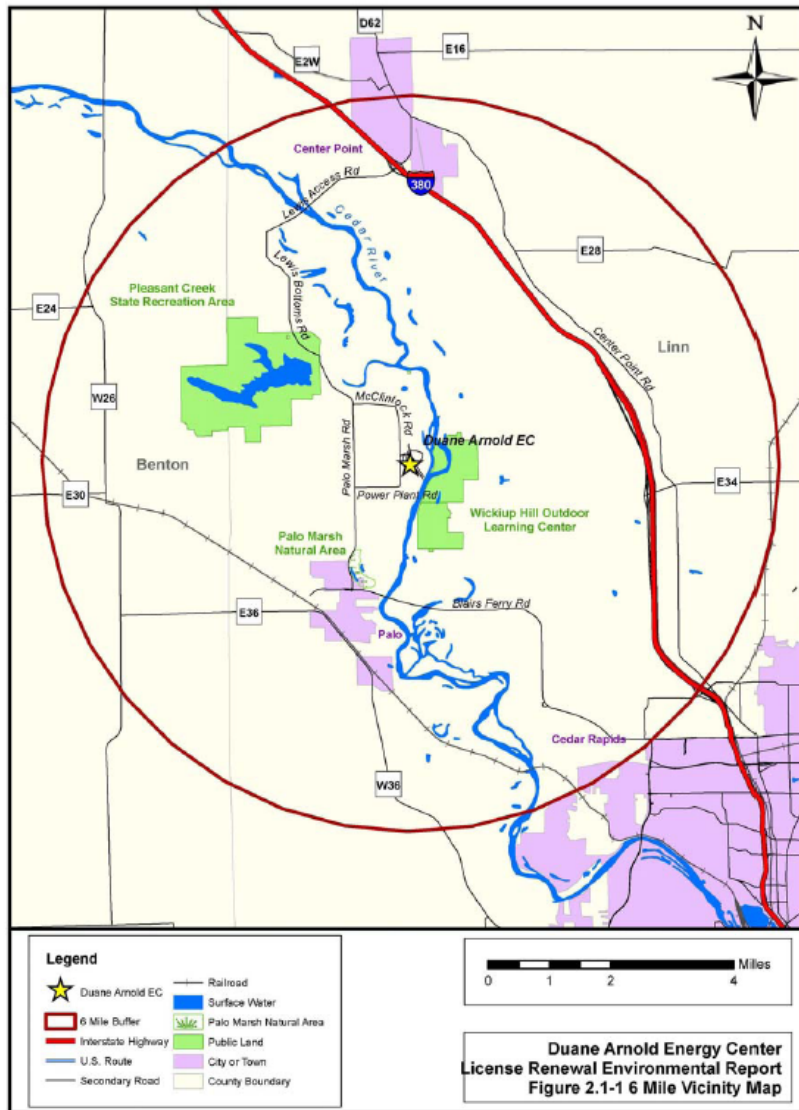 D62
N
E2W
E16
Center Point
380
Lewis Access Rd
Cedar River
E28
Lewis Bottoms Rd
Pleasant Creek
State Recreation Area
E24
Center Point Rd
Linn
W26
McClintock Rd
Duane Arnold EC
Palo Marsh Rd
Benton
E34
E30
Power Plant Rd
Wickiup Hill Outdoor
Learning Center
Palo Marsh
Natural Area
E36
Blairs Ferry Rd
Palo
Cedar Rapids
W36
Legend
Duane Arnold EC
6 Mile Buffer
Interstate Highway
U.S. Route
Secondary Road
Railroad
Surface Water
Palo Marsh Natural Area
Public Land
City or Town
County Boundary
Miles
0 1 2 4
Duane Arnold Energy Center
License Renewal Environmental Report
Figure 2.1-1 6 Mile Vicinity Map